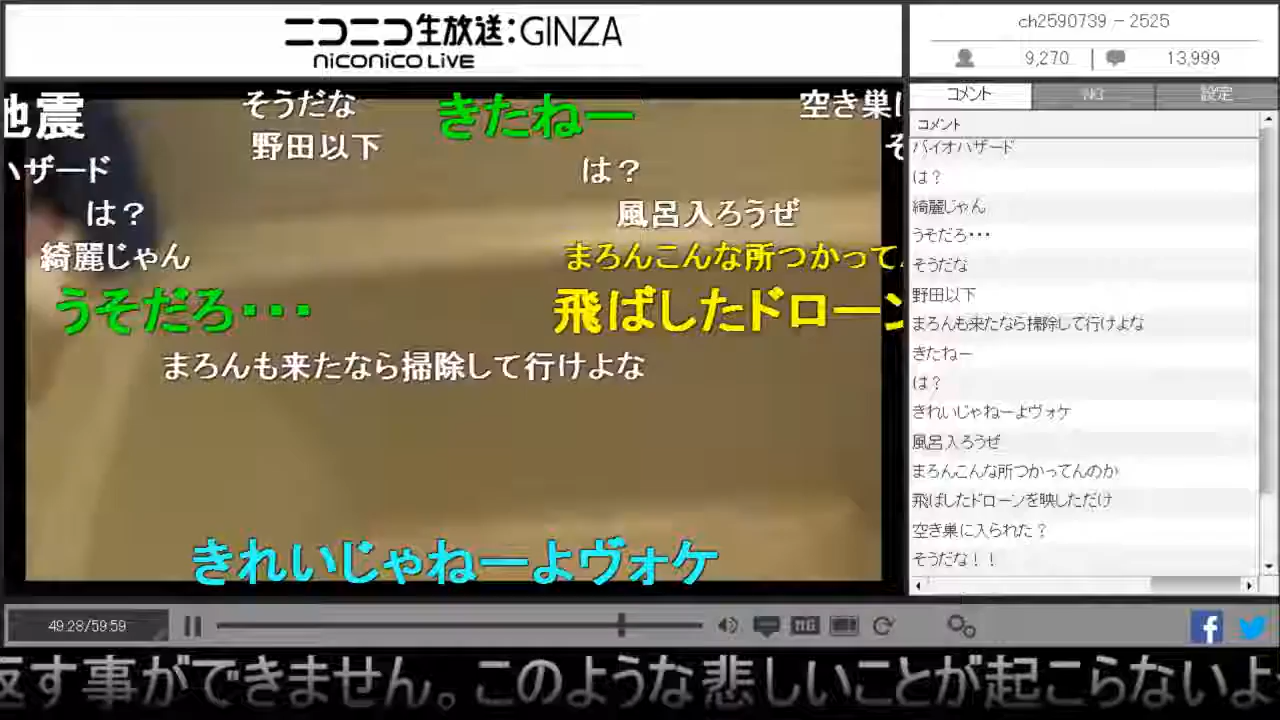 ニコニコ生放送:GINZA
niconico LIVE
ch2590739 − 2525
9,270
13,999
コメント
NG
設定
コメント
バイオハザード
は?
綺麗じゃん
うそだろ・・・
そうだな
野田以下
まろんも来たなら掃除して行けよな
きたねー
は?
きれいじゃねーよヴォケ
風呂入ろうぜ
まろんこんな所つかってんのか
飛ばしたドローンを映しただけ
空き巣に入られた?
そうだな!!
地震
そうだな
きたねー
空き巣に
野田以下
そ
ハザード
は?
は?
風呂入ろうぜ
綺麗じゃん
まろんこんな所つかってん
うそだろ・・・
飛ばしたドローン
まろんも来たなら掃除して行けよな
きれいじゃねーよヴォケ
49:28/59:59
NG
返す事ができません。このような悲しいことが起こらないよ